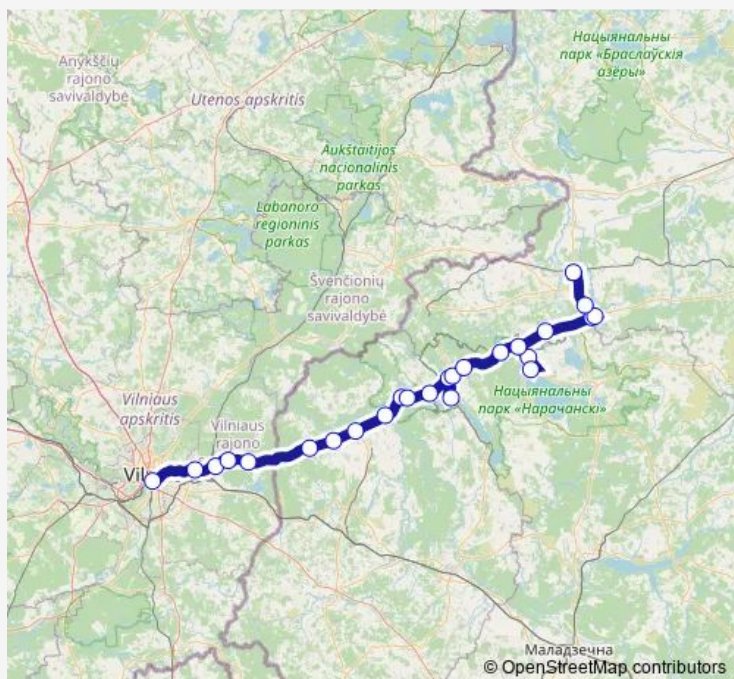 Нацыянальны
парк «Браслаўскія
азеры»
Anykščių
rajono
savivaldybė
Utenos apskritis
Aukštaitijos
nacionalinis
parkas
Labanoro
regioninis
parkas
Švenčionių
rajono
savivaldybė
Vilniaus
apskritis
Нацыянальны
парк «Нарачанскі»
Vilniaus
rajono
Vil
Маладзечна
© OpenStreetMap contributors